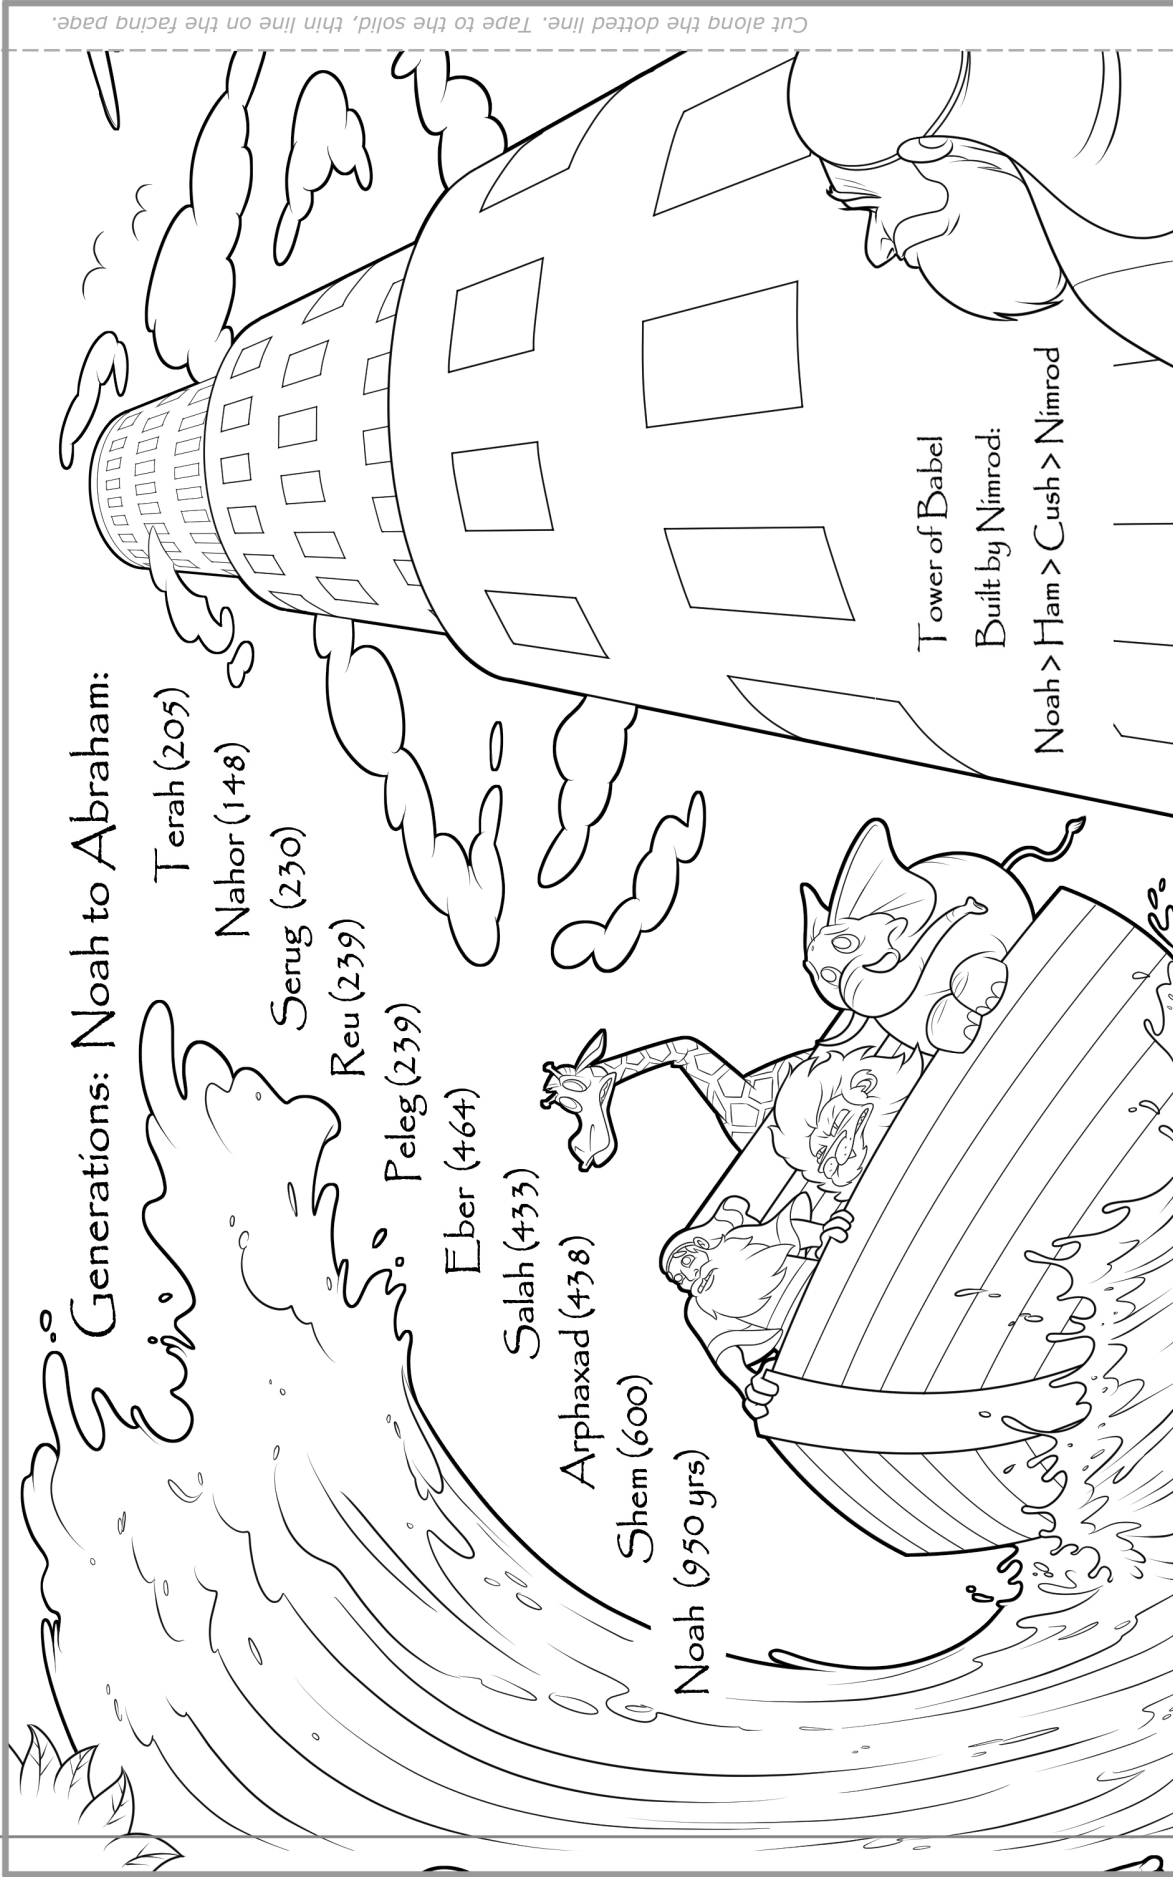 Cut along the dotted line. Tape to the solid, thin line on the facing page.
Generations: Noah to Abraham:
Terah (205)
Nahor (148)
Serug (230)
Reu (239)
Peleg (239)
Eber (464)
Salah (433)
Arphaxad (438)
Shem (600)
Noah (950 yrs)
Tower of Babel
Built by Nimrod:
Noah > Ham > Cush > Nimrod